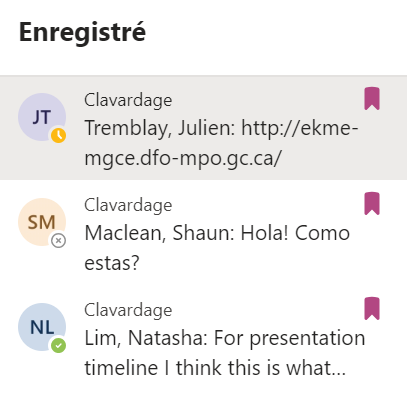 Enregistré
JT
Clavardage
Tremblay, Julien: http://ekme-
mgce.dfo-mpo.gc.ca/
SM
Clavardage
Maclean, Shaun: Hola! Como
estas?
NL
Clavardage
Lim, Natasha: For presentation
timeline I think this is what...